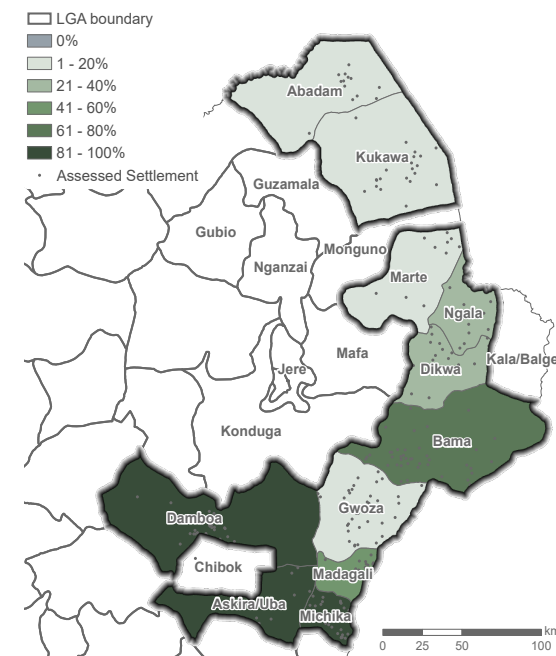 LGA boundary
0%
1 - 20%
21 - 40%
41 - 60%
61 - 80%
81 - 100%
Assessed Settlement
Abadam
Kukawa
Guzamala
Gubio
Monguno
Nganzai
Marte
Ngala
Mafa
Kala/Balge
Jere
Dikwa
Konduga
Bama
Gwoza
Damboa
Chibok
Madagali
Askira/Uba
Michika
km
0 25 50 100